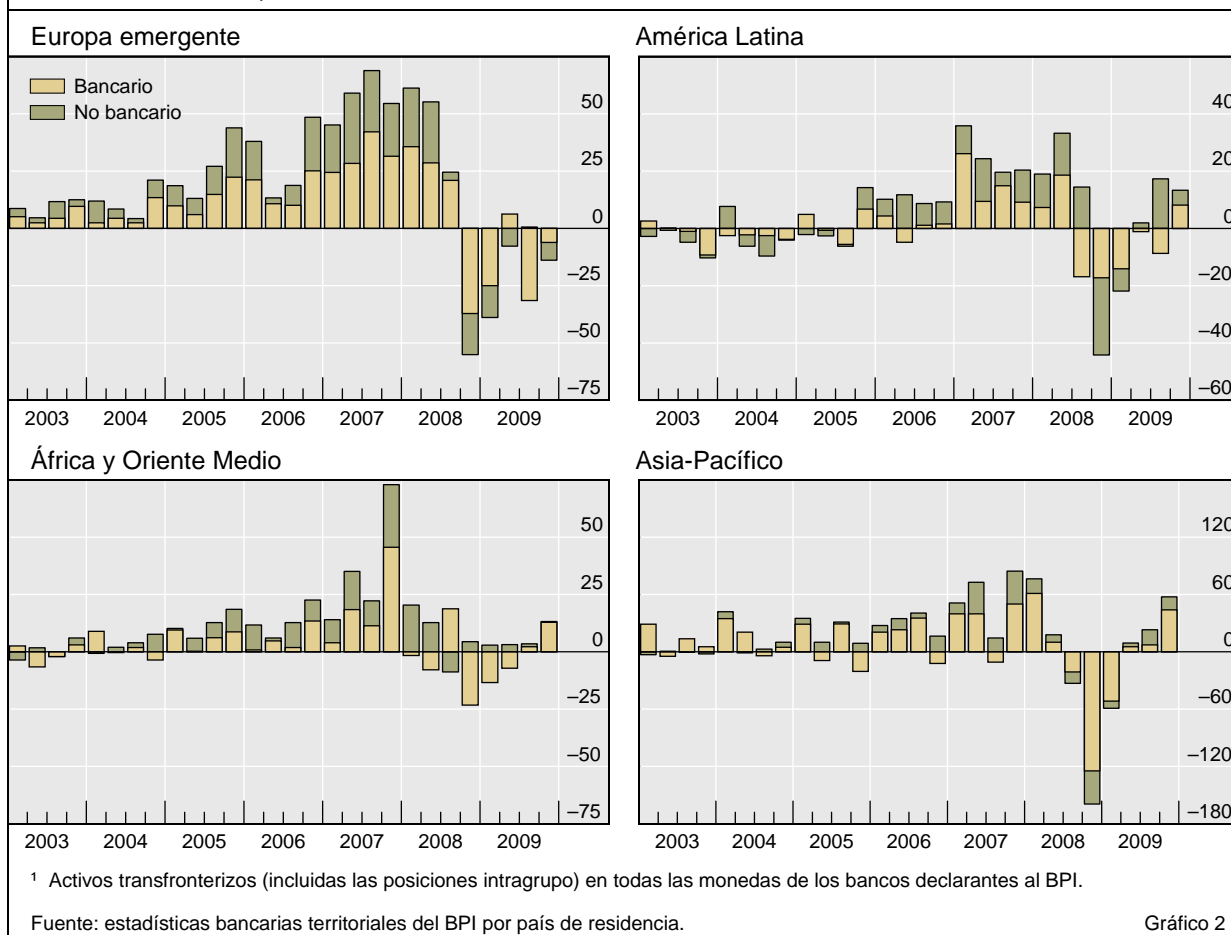 Europa emergente
América Latina
Bancario
No bancario
50
25
0
–25
–50
–75
40
20
0
–20
–40
–60
2003 2004 2005 2006 2007 2008 2009
2003 2004 2005 2006 2007 2008 2009
África y Oriente Medio
Asia-Pacífico
50
25
0
–25
–50
–75
120
60
0
–60
–120
–180
2003 2004 2005 2006 2007 2008 2009
2003 2004 2005 2006 2007 2008 2009
¹ Activos transfronterizos (incluidas las posiciones intragrupo) en todas las monedas de los bancos declarantes al BPI.
Fuente: estadísticas bancarias territoriales del BPI por país de residencia.
Gráfico 2